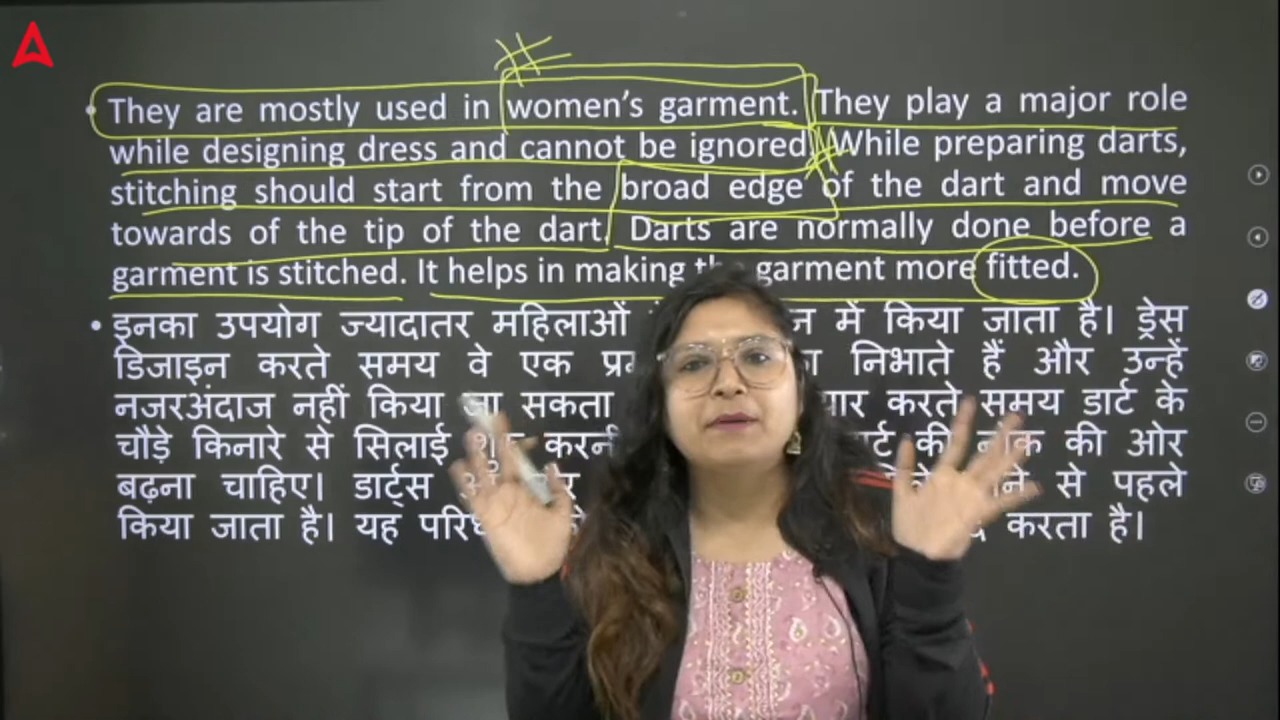 • They are mostly used in women's garment. They play a major role
while designing dress and cannot be ignored. While preparing darts,
stitching should start from the broad edge of the dart and move
towards of the tip of the dart. Darts are normally done before a
garment is stitched. It helps in making garment more fitted.
• इनका उपयोग ज्यादातर महिलाओं में किया जाता है। ड्रेस
डिजाइन करते समय वे एक निभाते हैं और उन्हें
नजरअंदाज नहीं किया जा सकता करते समय डार्ट के
चौड़े किनारे से सिलाई की की ओर
बढ़ना चाहिए। डार्ट्स से पहले
किया जाता है। यह करता है।